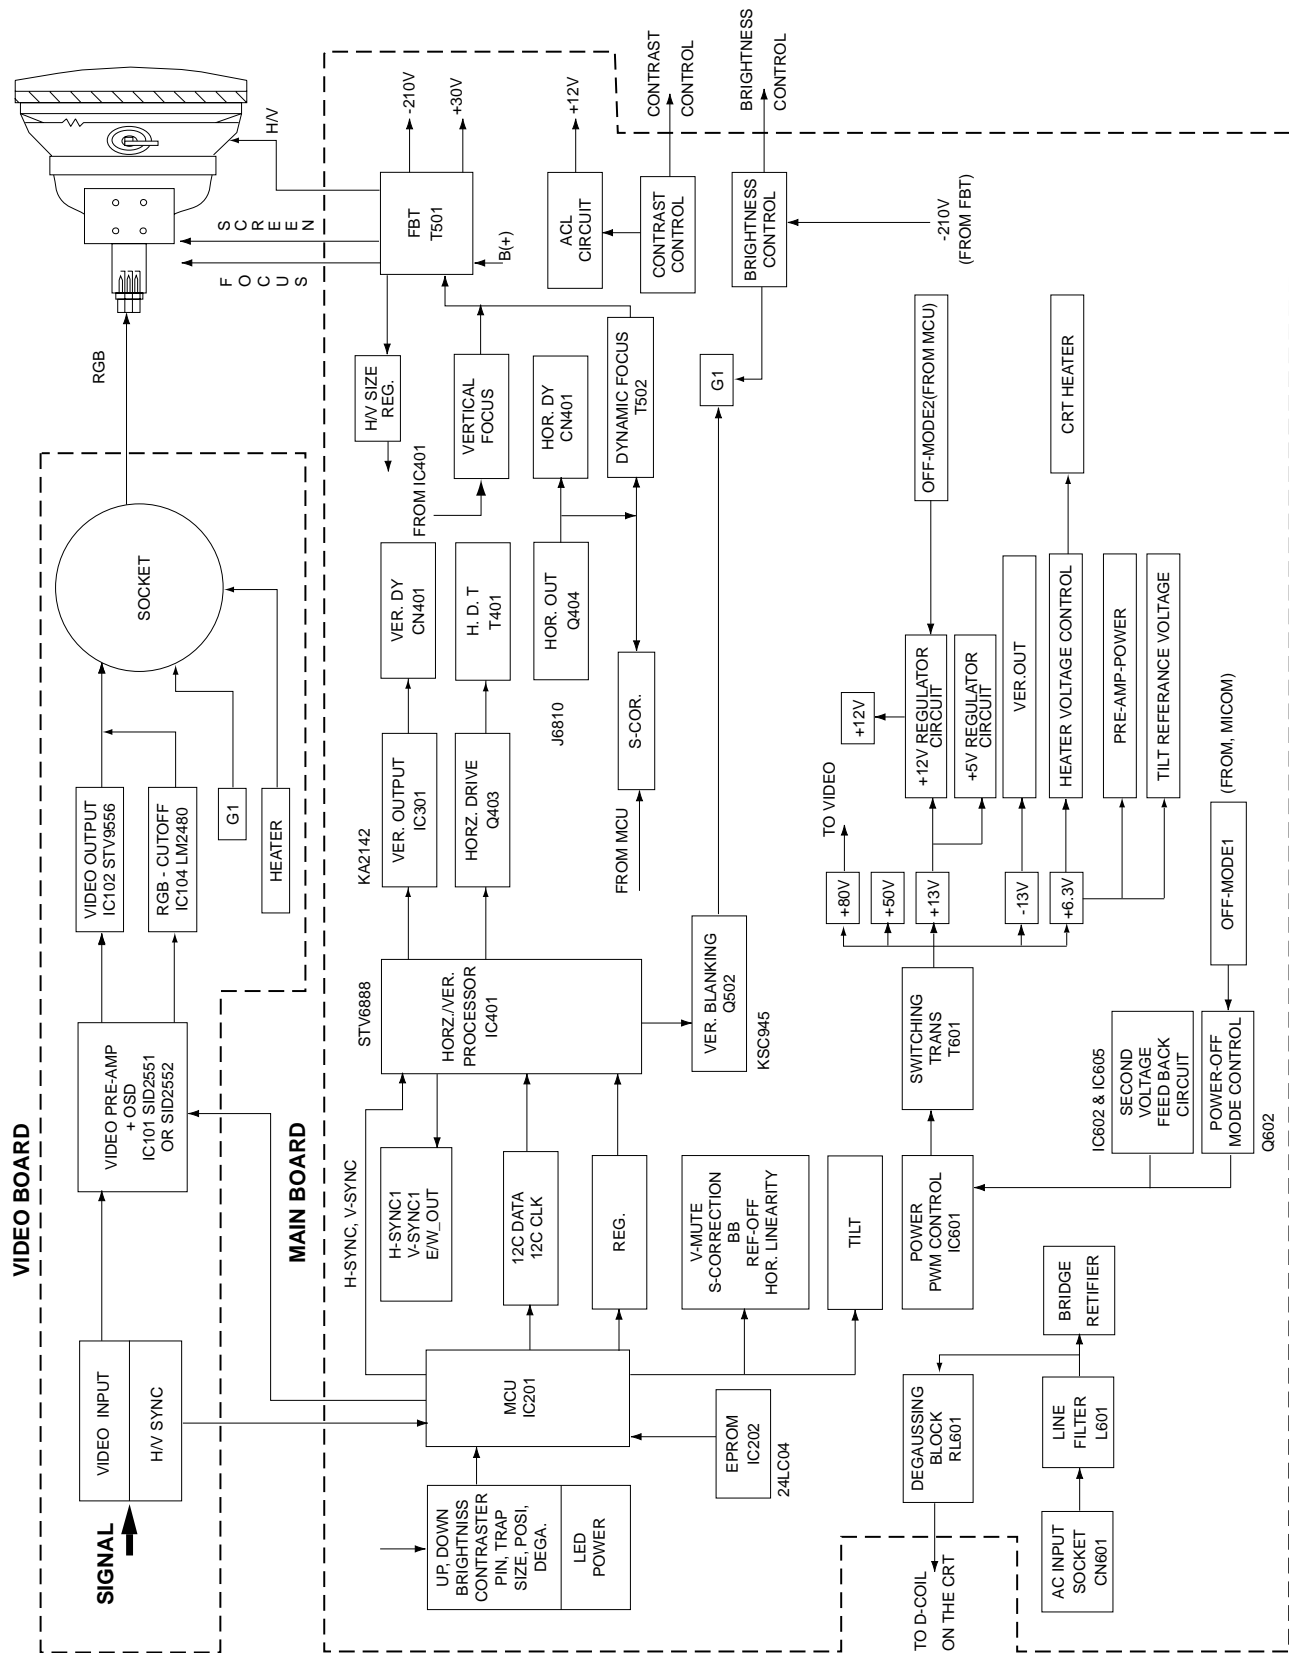 VIDEO BOARD
SIGNAL
VIDEO INPUT
H/V SYNC
VIDEO PRE-AMP
+ OSD
IC101 SID2551
OR SID2552
VIDEO OUTPUT
IC102 STV9556
RGB - CUTOFF
IC104 LM2480
G1
HEATER
SOCKET
RGB
FOCUS
SCREEN
H/V
MAIN BOARD
H-SYNC, V-SYNC
UP, DOWN
BRIGHTNISS
CONTRASTER
PIN, TRAP
SIZE, POSI,
DEGA.
LED
POWER
MCU
IC201
EPROM
IC202
24LC04
H-SYNC1
V-SYNC1
E/W_OUT
12C DATA
12C CLK
REG.
V-MUTE
S-CORRECTION
BB
REF-OFF
HOR. LINEARITY
TILT
STV6888
HORZ./VER.
PROCESSOR
IC401
KA2142
VER. OUTPUT
IC301
HORZ. DRIVE
Q403
VER. DY
CN401
H. D. T
T401
FROM IC401
H/V SIZE
REG.
VERTICAL
FOCUS
FBT
T501
-210V
+30V
B(+)
J6810
HOR. OUT
Q404
HOR. DY
CN401
DYNAMIC FOCUS
T502
FROM MCU
S-COR.
ACL
CIRCUIT
+12V
CONTRAST
CONTROL
CONTRAST
CONTROL
VER. BLANKING
Q502
KSC945
G1
BRIGHTNESS
CONTROL
BRIGHTNESS
CONTROL
-210V
(FROM FBT)
TO D-COIL
ON THE CRT
DEGAUSSING
BLOCK
RL601
AC INPUT
SOCKET
CN601
LINE
FILTER
L601
BRIDGE
RETIFIER
POWER
PWM CONTROL
IC601
SWITCHING
TRANS
T601
IC602 & IC605
SECOND
VOLTAGE
FEED BACK
CIRCUIT
POWER-OFF
MODE CONTROL
Q602
OFF-MODE1
(FROM, MICOM)
+80V
TO VIDEO
+50V
+13V
-13V
+6.3V
+12V
+12V REGULATOR
CIRCUIT
+5V REGULATOR
CIRCUIT
VER.OUT
HEATER VOLTAGE CONTROL
PRE-AMP-POWER
TILT REFERANCE VOLTAGE
OFF-MODE2(FROM MCU)
CRT HEATER